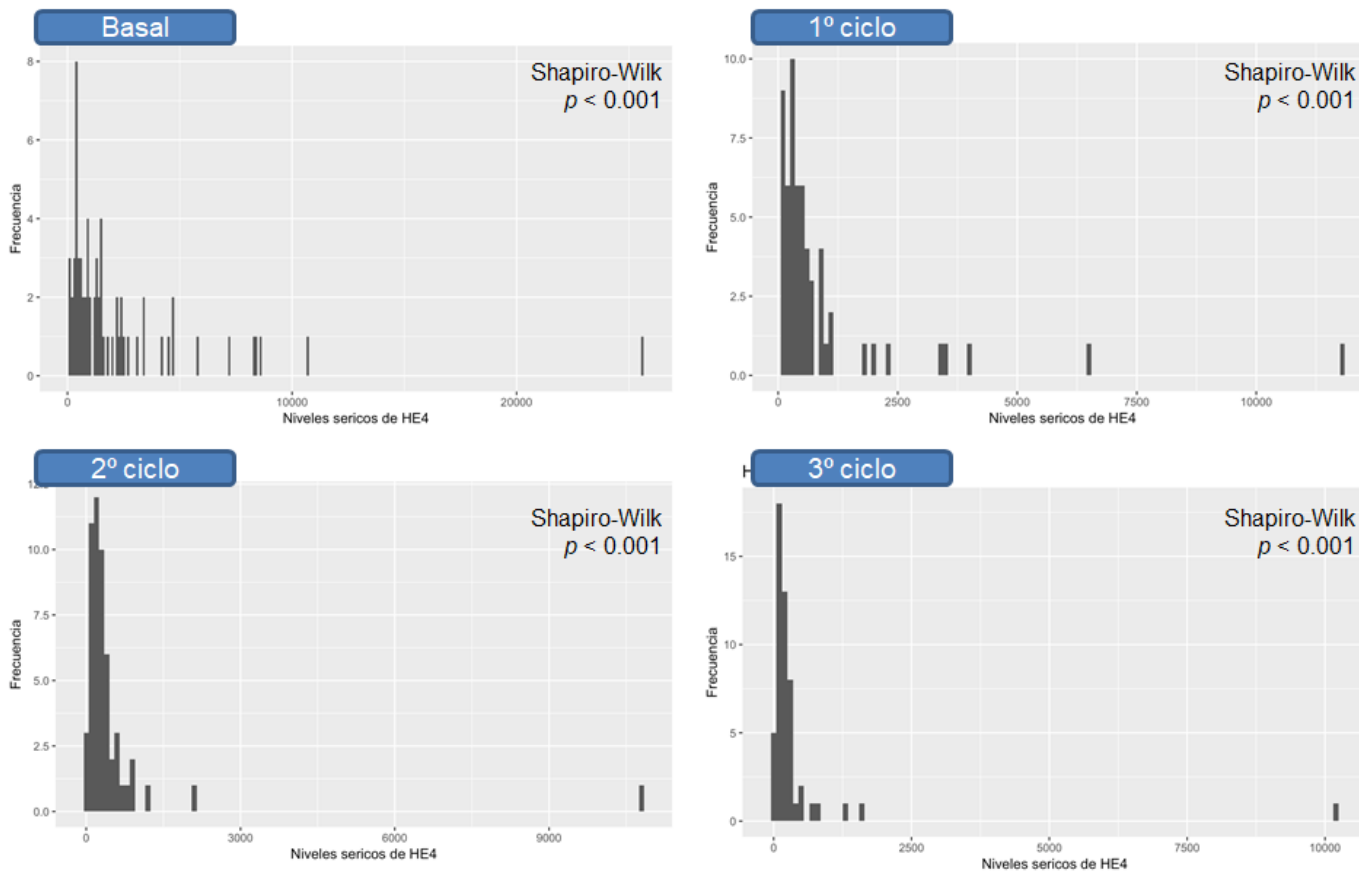 Basal
Shapiro-Wilk
p < 0.001
8
6
4
2
0
Frecuencia
0
10000
20000
Niveles sericos de HE4
1º ciclo
Shapiro-Wilk
p < 0.001
10.0
7.5
5.0
2.5
0.0
Frecuencia
0
2500
5000
7500
10000
Niveles sericos de HE4
2º ciclo
Shapiro-Wilk
p < 0.001
10.0
7.5
5.0
2.5
0.0
Frecuencia
0
3000
6000
9000
Niveles sericos de HE4
3º ciclo
Shapiro-Wilk
p < 0.001
15
10
5
0
Frecuencia
0
2500
5000
7500
10000
Niveles sericos de HE4